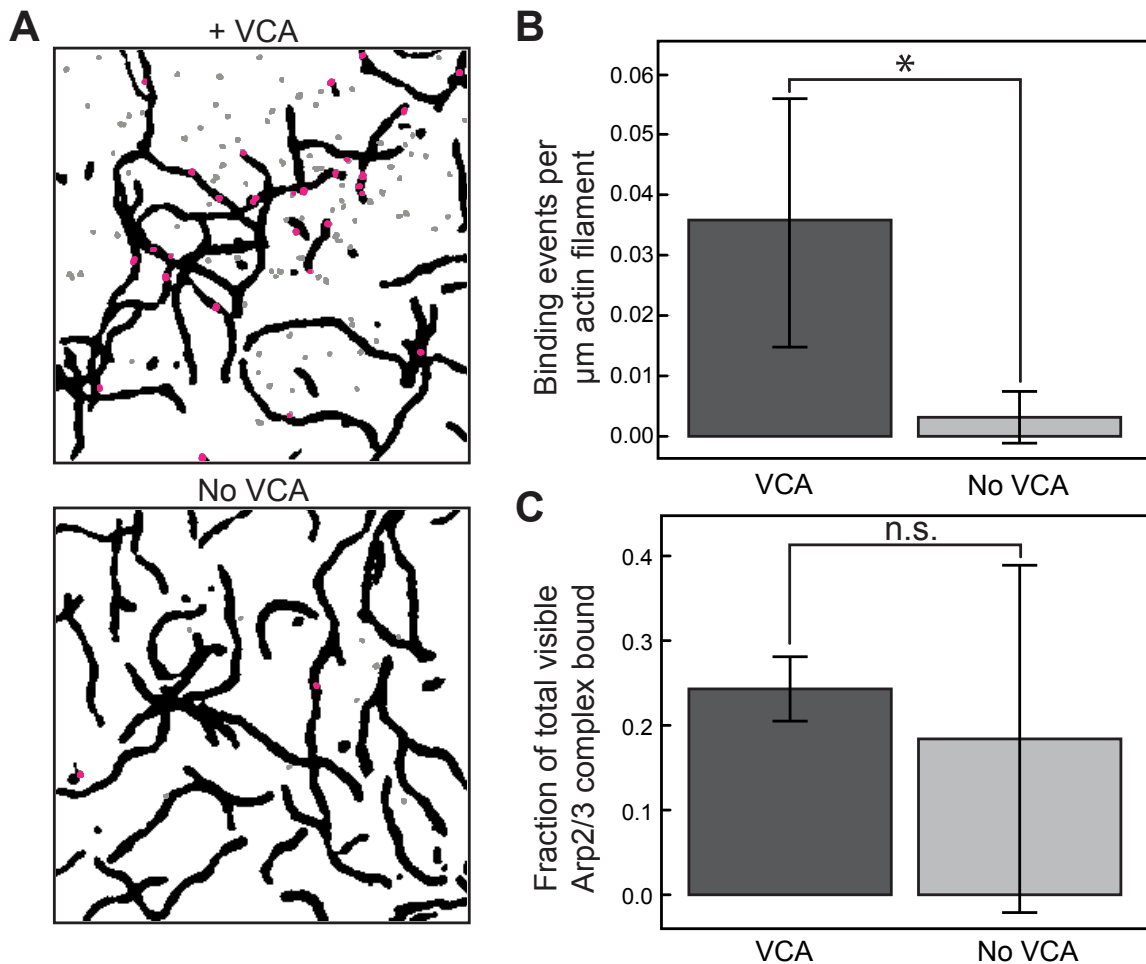 A
+ VCA
No VCA
B
Binding events per
μm actin filament
0.06
0.05
0.04
0.03
0.02
0.01
0.00
*
VCA
No VCA
C
Fraction of total visible
Arp2/3 complex bound
0.4
0.3
0.2
0.1
0.0
n.s.
VCA
No VCA